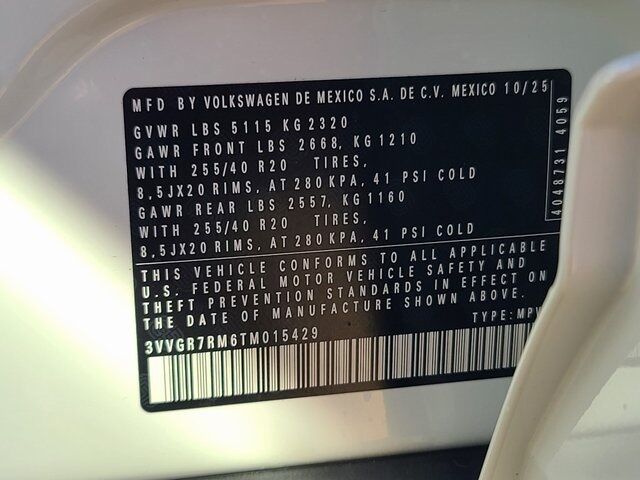 MFD BY VOLKSWAGEN DE MEXICO S.A. DE C.V. MEXICO 10/25
GVWR LBS 5115 KG 2320
GAWR FRONT LBS 2668, KG 1210
WITH 255/40 R20 TIRES,
8,5JX20 RIMS, AT 280 KPA, 41 PSI COLD
GAWR REAR LBS 2557, KG 1160
WITH 255/40 R20 TIRES,
8,5JX20 RIMS, AT 280 KPA, 41 PSI COLD
THIS VEHICLE CONFORMS TO ALL APPLICABLE
U.S. FEDERAL MOTOR VEHICLE SAFETY AND
THEFT PREVENTION STANDARDS IN EFFECT ON
THE DATE OF MANUFACTURE SHOWN ABOVE.
3VVGR7RM6TM015429
TYPE: MPV
4048731 4059